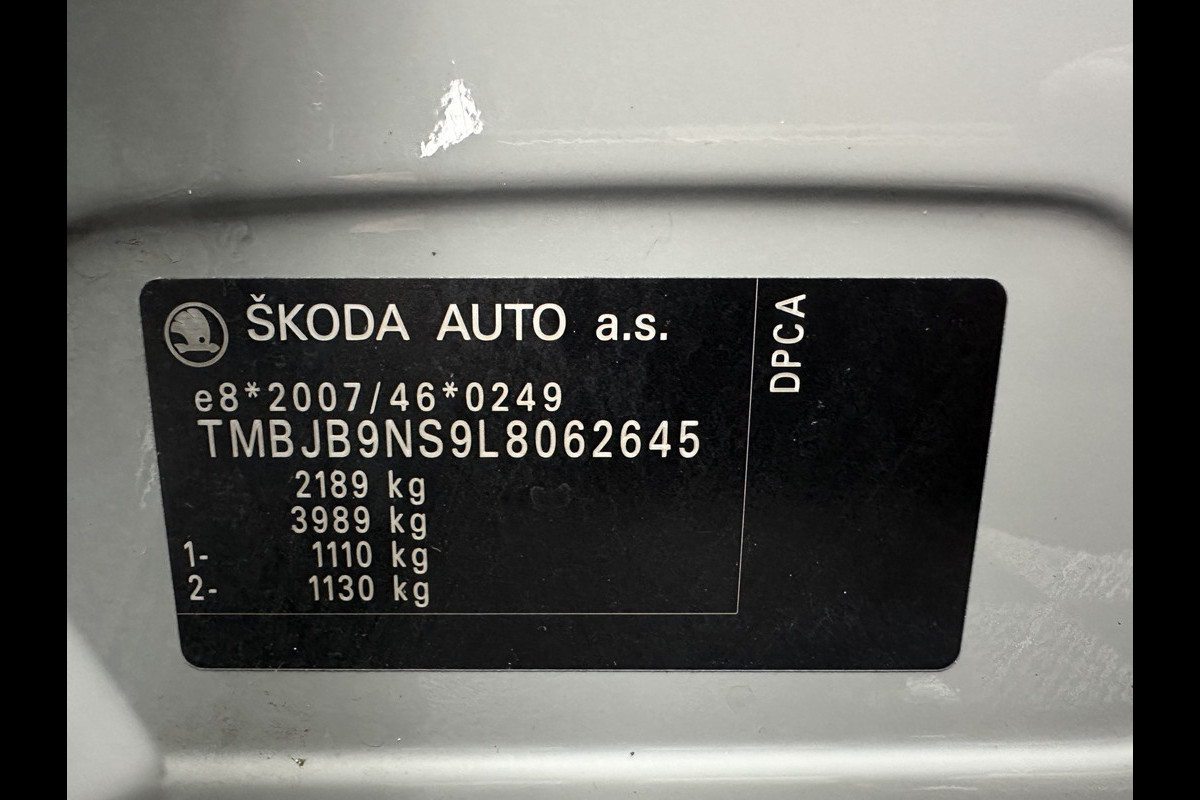 ŠKODA AUTO a.s.
e8*2007/46*0249
TMBJB9NS9L8062645
2189 kg
3989 kg
1- 1110 kg
2- 1130 kg
DPCA